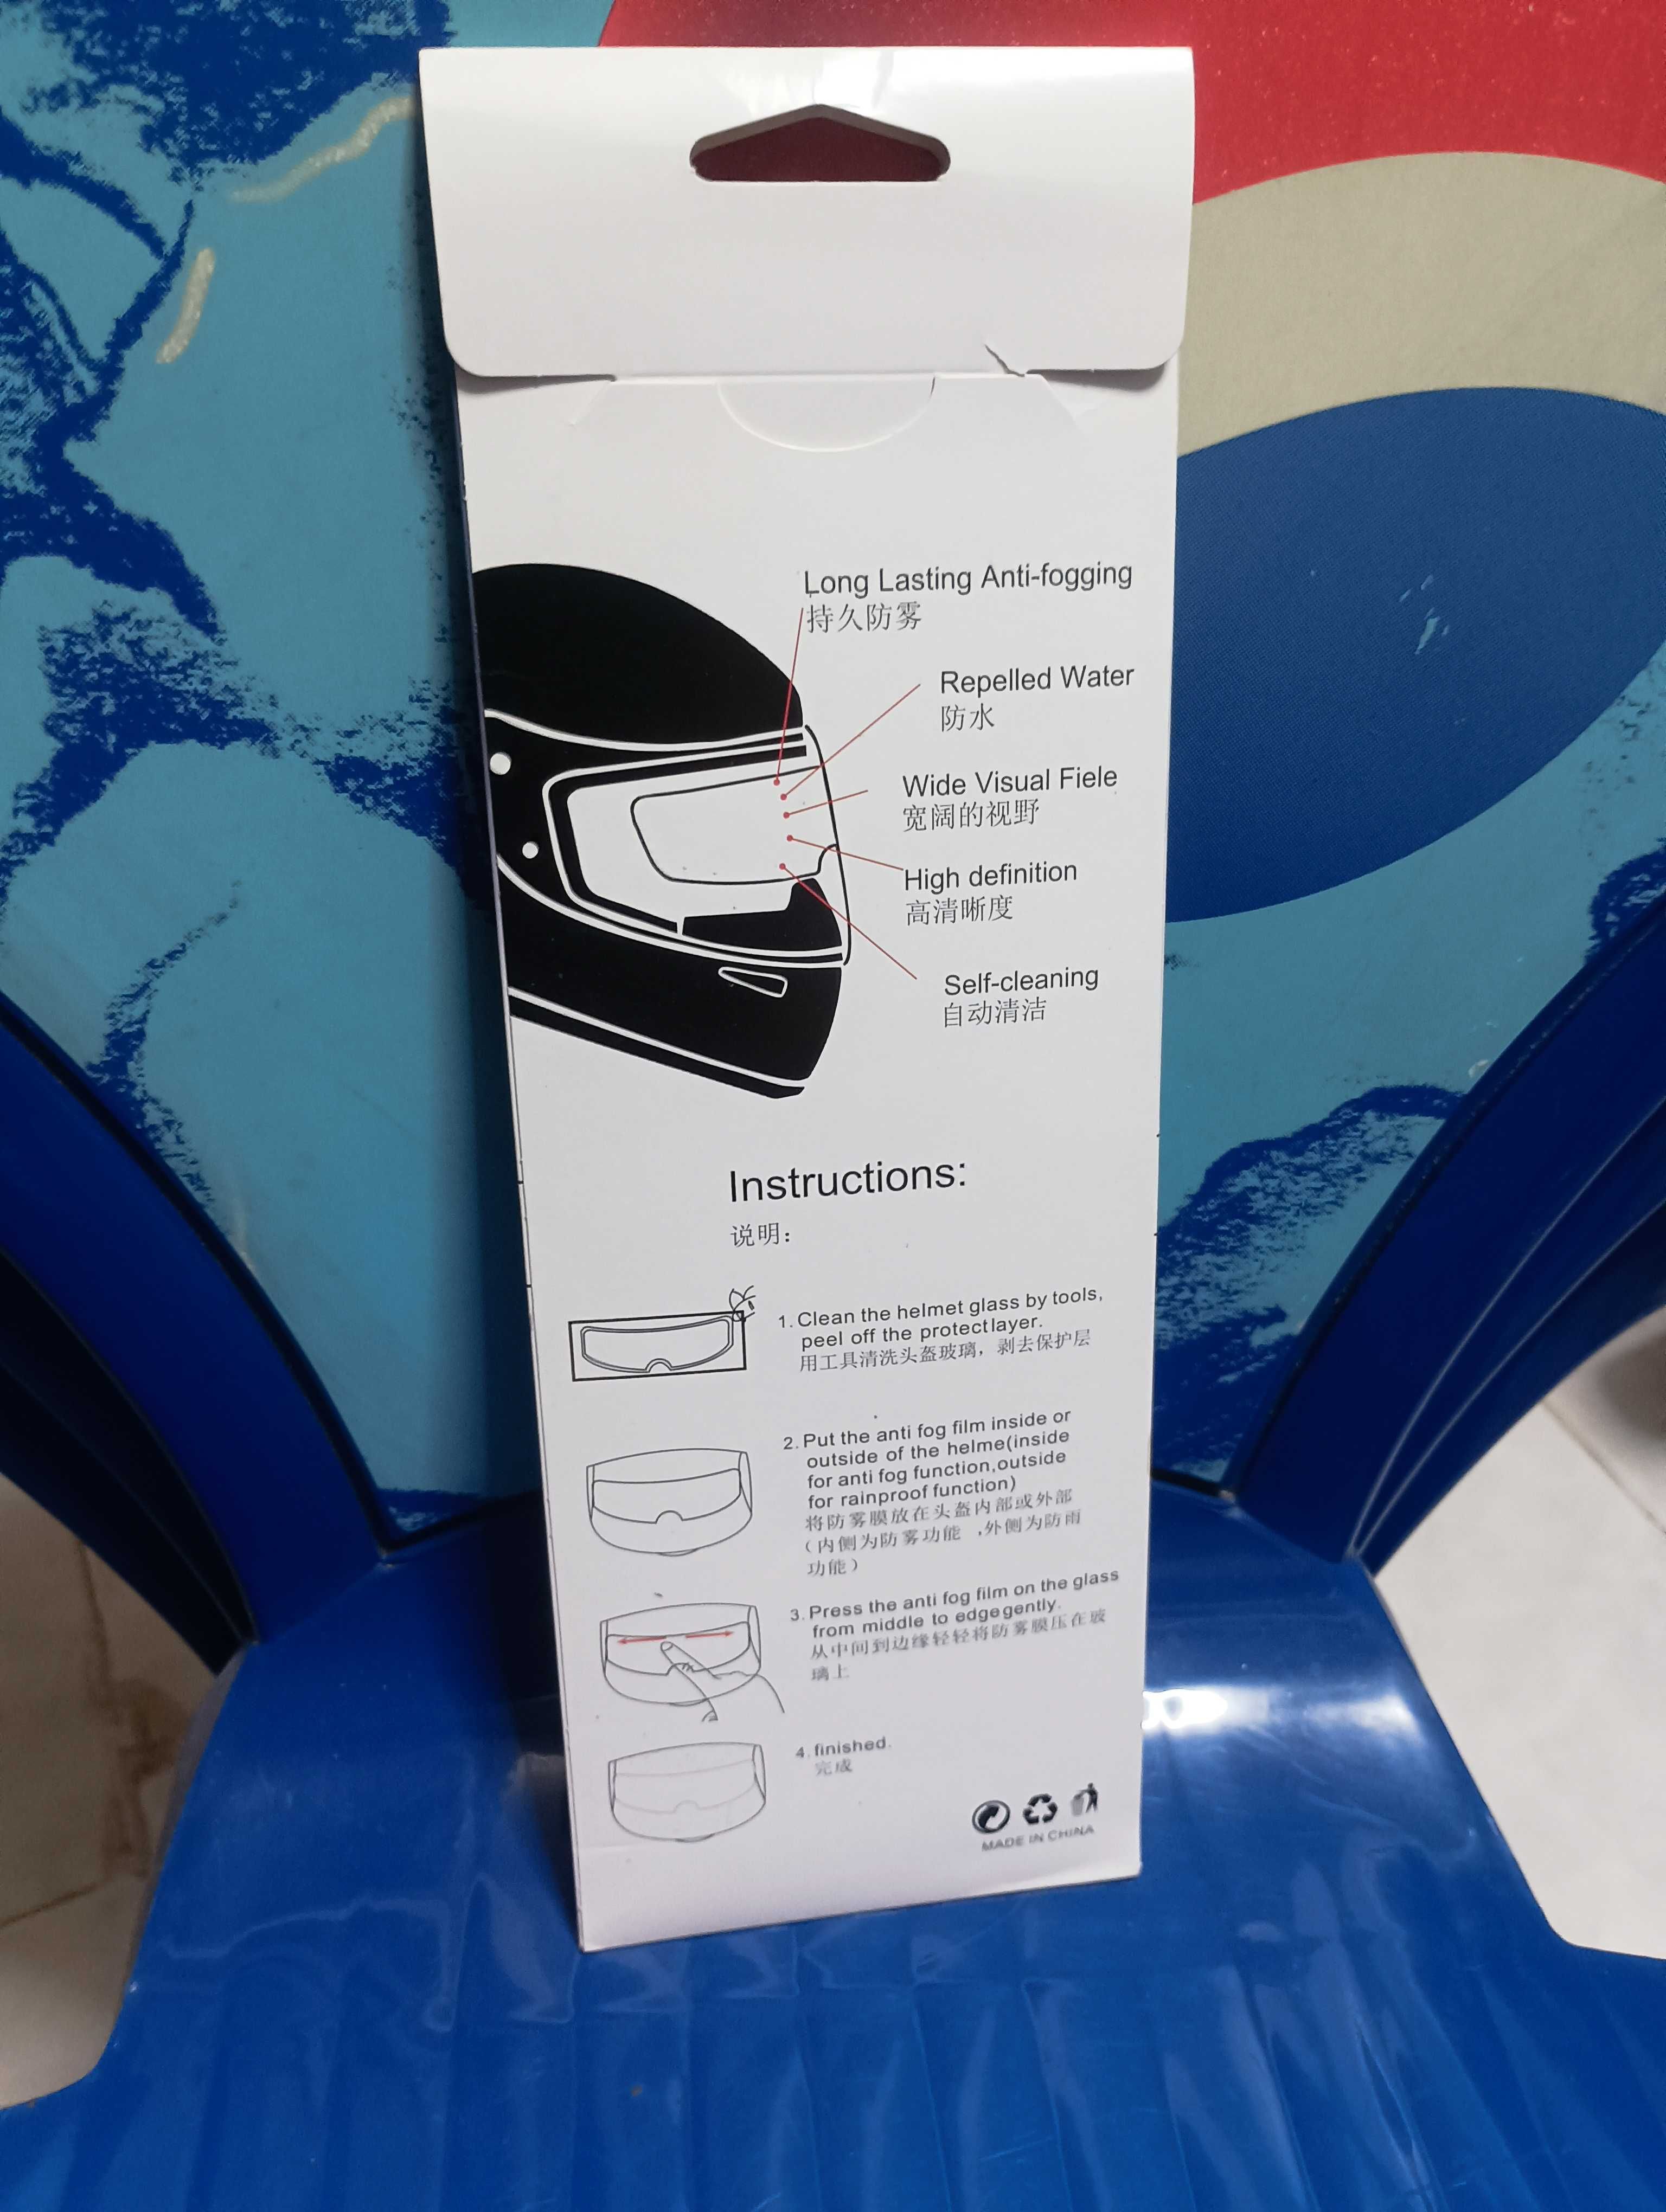 Long Lasting Anti-fogging
持久防雾
Repelled Water
防水
Wide Visual Fiele
宽阔的视野
High definition
高清晰度
Self-cleaning
自动清洁
Instructions:
说明:
1. Clean the helmet glass by tools,
peel off the protect layer.
用工具清洗头盔玻璃，剥去保护层
2. Put the anti fog film inside or
outside of the helme(inside
for anti fog function,outside
for rainproof function)
将防雾膜放在头盔内部或外部
（内侧为防雾功能 ,外侧为防雨
功能）
3. Press the anti fog film on the glass
from middle to edge gently.
从中间到边缘轻轻将防雾膜压在玻
璃上
4. finished.
完成
MADE IN CHINA